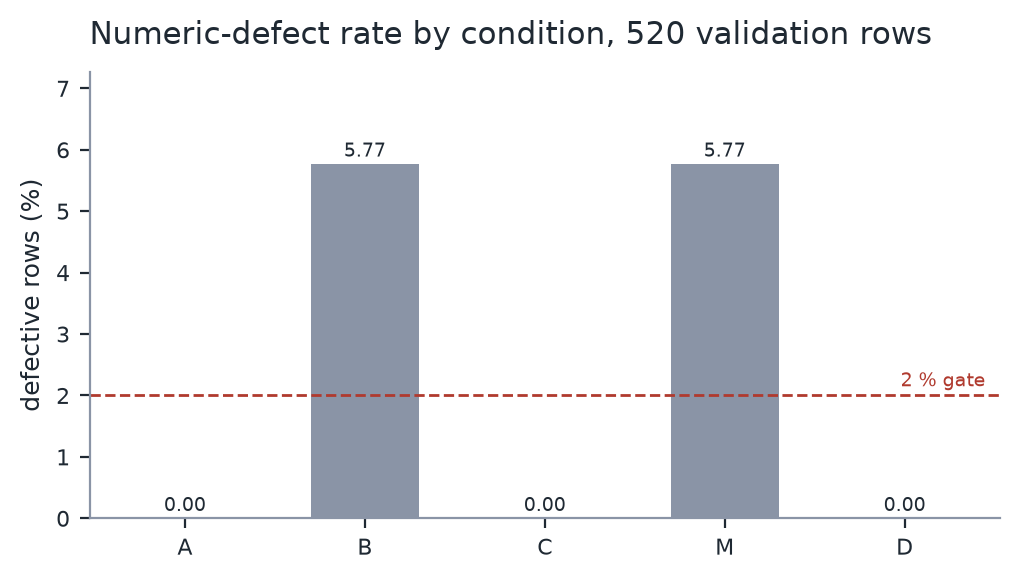 Numeric-defect rate by condition, 520 validation rows
defective rows (%)
7
6
5
4
3
2
1
0
5.77
5.77
2 % gate
0.00
0.00
0.00
A
B
C
M
D